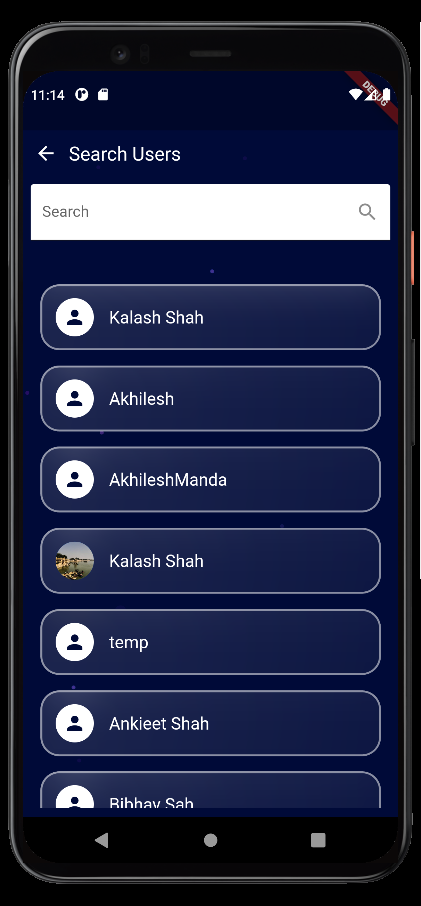 11:14
DEBUG
Search Users
Search
Kalash Shah
Akhilesh
AkhileshManda
Kalash Shah
temp
Ankieet Shah
Bibhav Sah